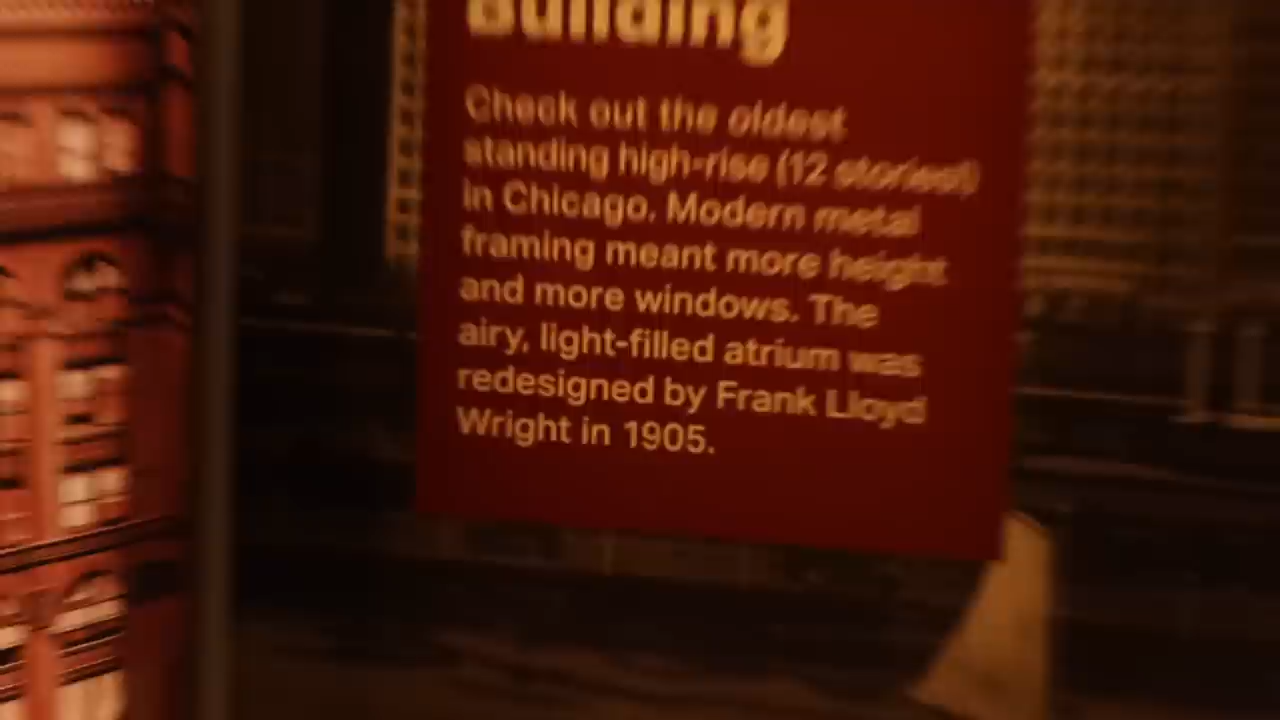 Building
Check out the oldest
standing high-rise (12 stories!)
in Chicago. Modern metal
framing meant more height
and more windows. The
airy, light-filled atrium was
redesigned by Frank Lloyd
Wright in 1905.